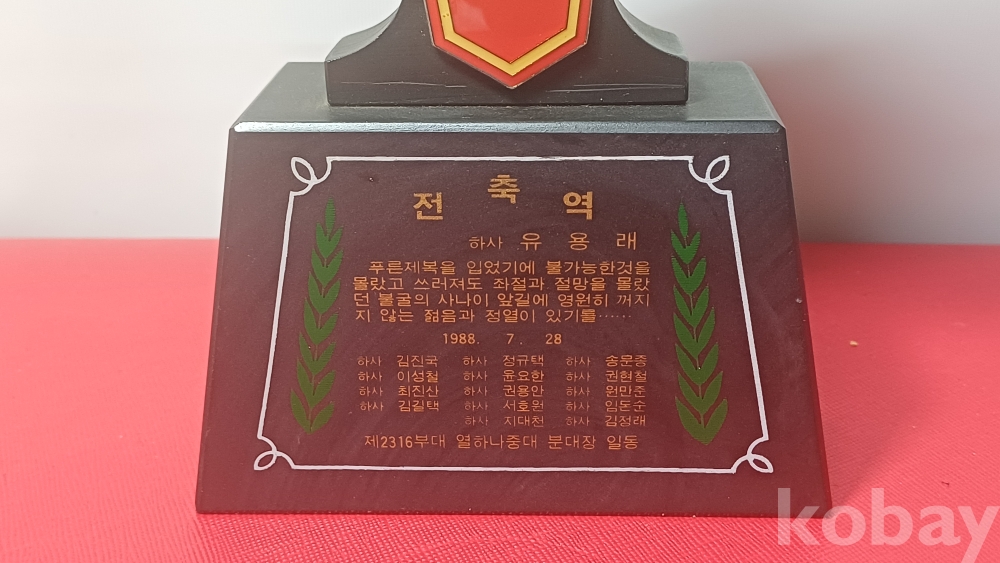 전 축 역
하사 유 용 래
푸른제복을 입었기에 불가능한것을
몰랐고 쓰러져도 좌절과 절망을 몰랐
던 불굴의 사나이 앞길에 영원히 꺼지
지 않는 젊음과 정열이 있기를……
1988. 7. 28
하사 김진국 하사 정규택 하사 송문종
하사 이성철 하사 윤요한 하사 권현철
하사 최진산 하사 권용안 하사 원만준
하사 김길택 하사 서호원 하사 임돈순
하사 지대천 하사 김정래
제2316부대 열하나중대 분대장 일동
kobay